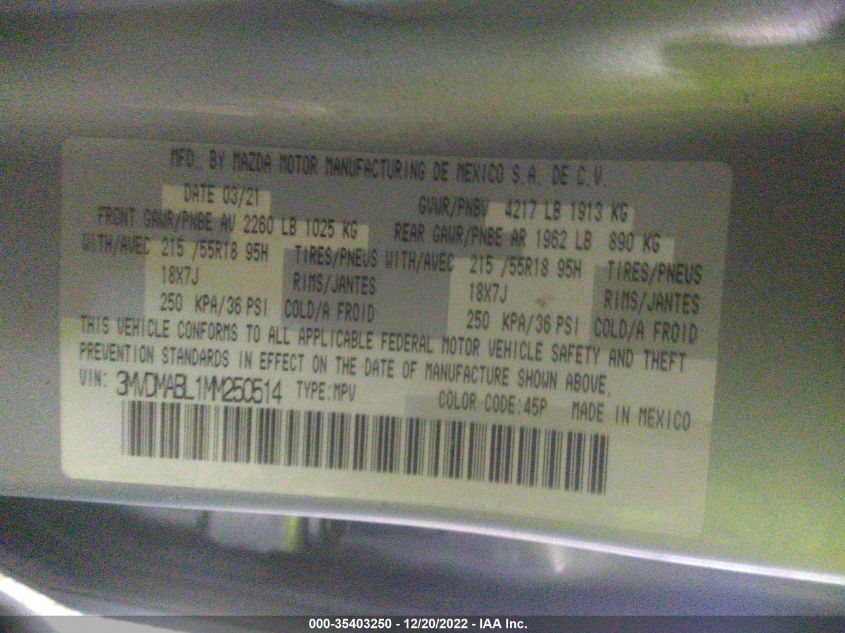 MFD. BY MAZDA MOTOR MANUFACTURING DE MEXICO S.A. DE C.V.
DATE 03/21 GVWR/PNBV 4217 LB 1913 KG
FRONT GAWR/PNBE AV 2260 LB 1025 KG REAR GAWR/PNBE AR 1962 LB 890 KG
WITH/AVEC 215 /55R18 95H TIRES/PNEUS WITH/AVEC 215 /55R18 95H TIRES/PNEUS
18X7J RIMS/JANTES 18X7J RIMS/JANTES
250 KPA/36 PSI COLD/A FROID 250 KPA/36 PSI COLD/A FROID
THIS VEHICLE CONFORMS TO ALL APPLICABLE FEDERAL MOTOR VEHICLE SAFETY AND THEFT
PREVENTION STANDARDS IN EFFECT ON THE DATE OF MANUFACTURE SHOWN ABOVE.
VIN: 3MVDMABL1MM250514 TYPE:MPV COLOR CODE:45P MADE IN MEXICO
000-35403250 - 12/20/2022 - IAA Inc.